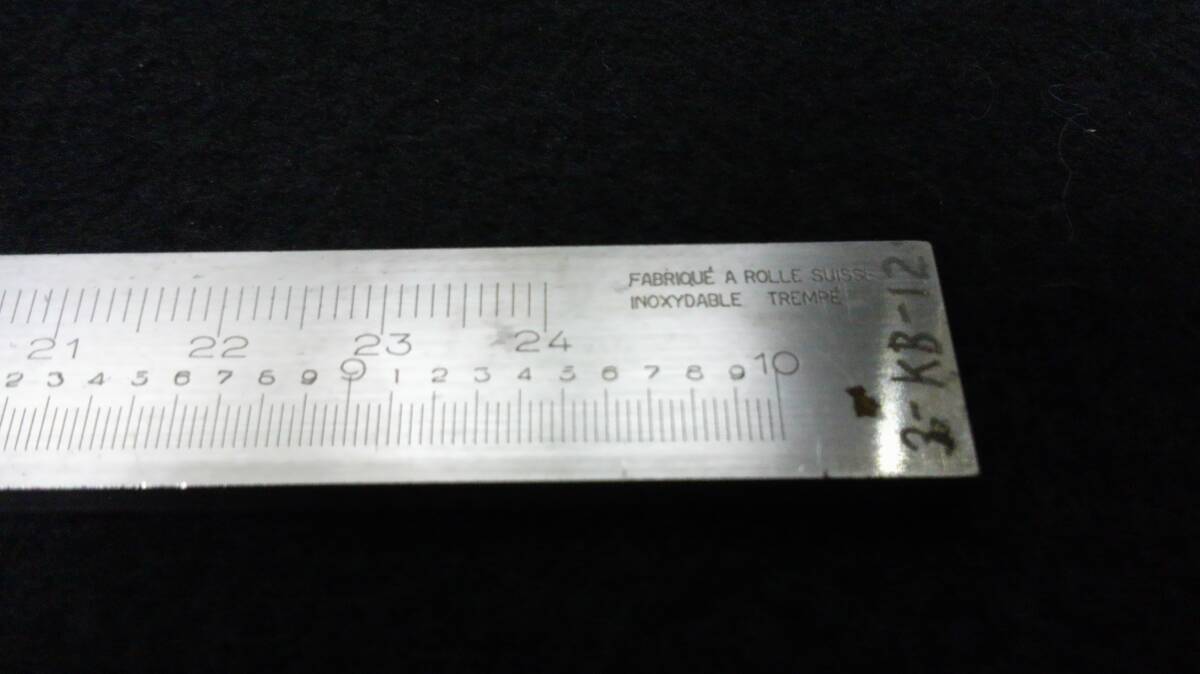 FABRIQUÉ A ROLLE SUISSE
INOXYDABLE TREMPÉ
21 22 23 24
2 3 4 5 6 7 8 9 9 1 2 3 4 5 6 7 8 9 10
3-KB-12